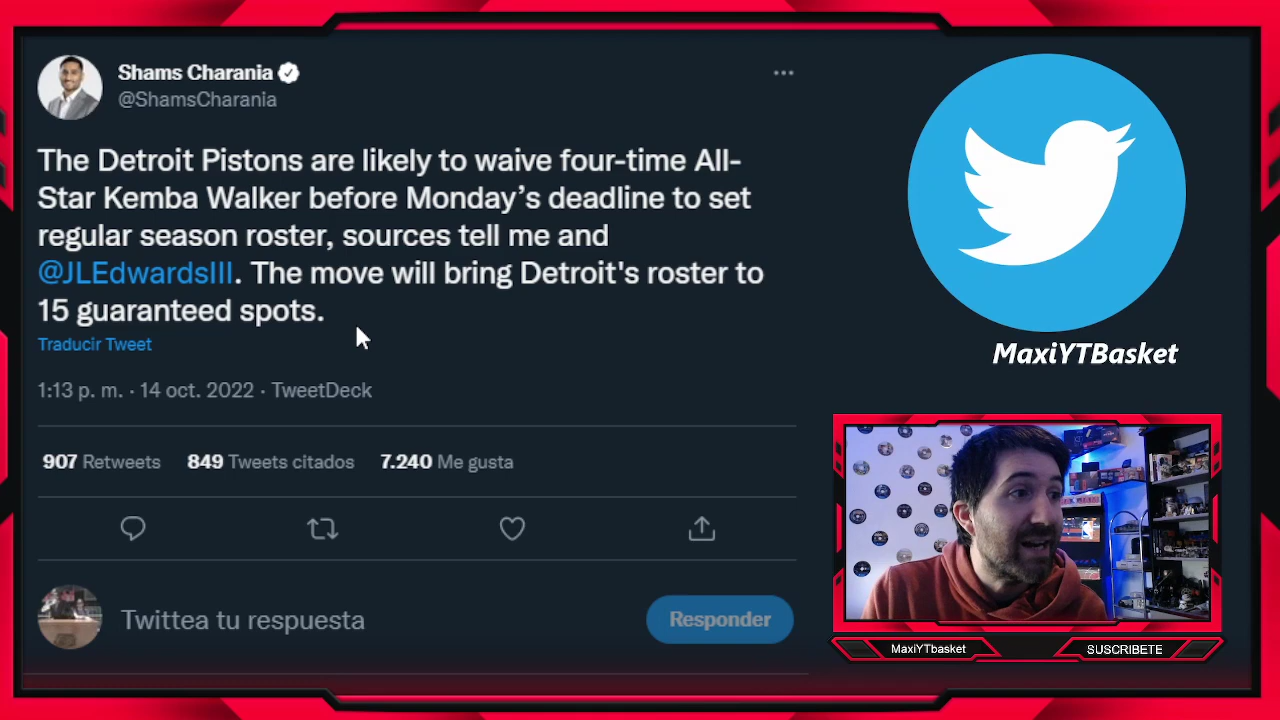 Shams Charania
@ShamsCharania
The Detroit Pistons are likely to waive four-time All-
Star Kemba Walker before Monday’s deadline to set
regular season roster, sources tell me and
@JLEdwardsIII. The move will bring Detroit's roster to
15 guaranteed spots.
Traducir Tweet
1:13 p. m. · 14 oct. 2022 · TweetDeck
907 Retweets 849 Tweets citados 7.240 Me gusta
Twittea tu respuesta
Responder
MaxiYTBasket
MaxiYTbasket
SUSCRIBETE